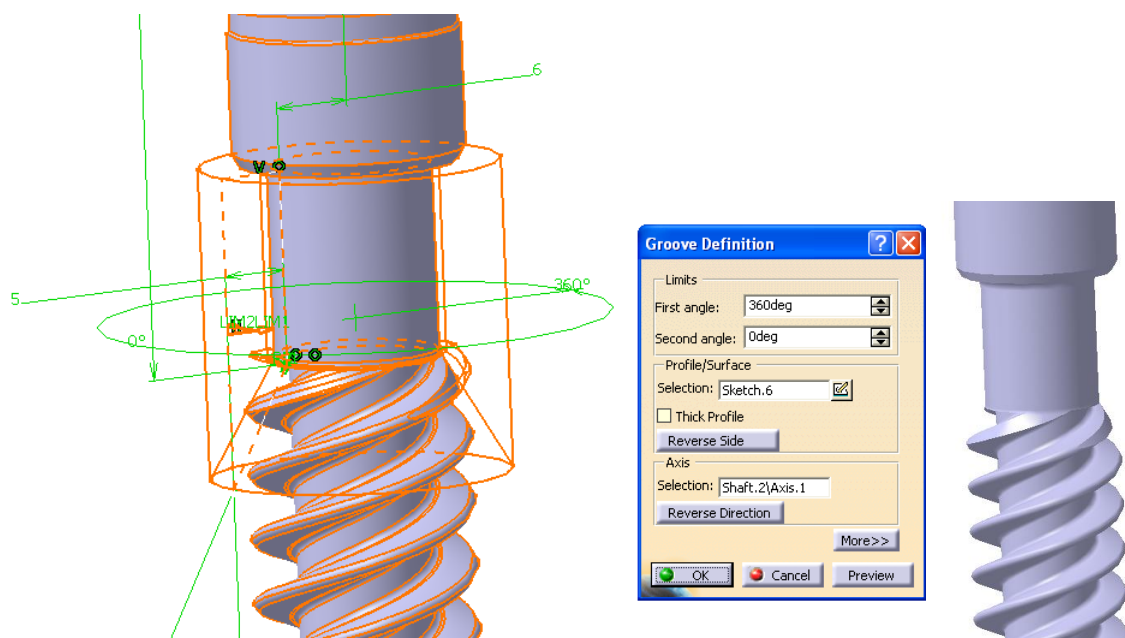 6
V
5
360°
LIM2LIM1
0°
Groove Definition
?
Limits
First angle: 360deg
Second angle: 0deg
Profile/Surface
Selection: Sketch.6
Thick Profile
Reverse Side
Axis
Selection: Shaft.2\Axis.1
Reverse Direction
More>>
OK Cancel Preview